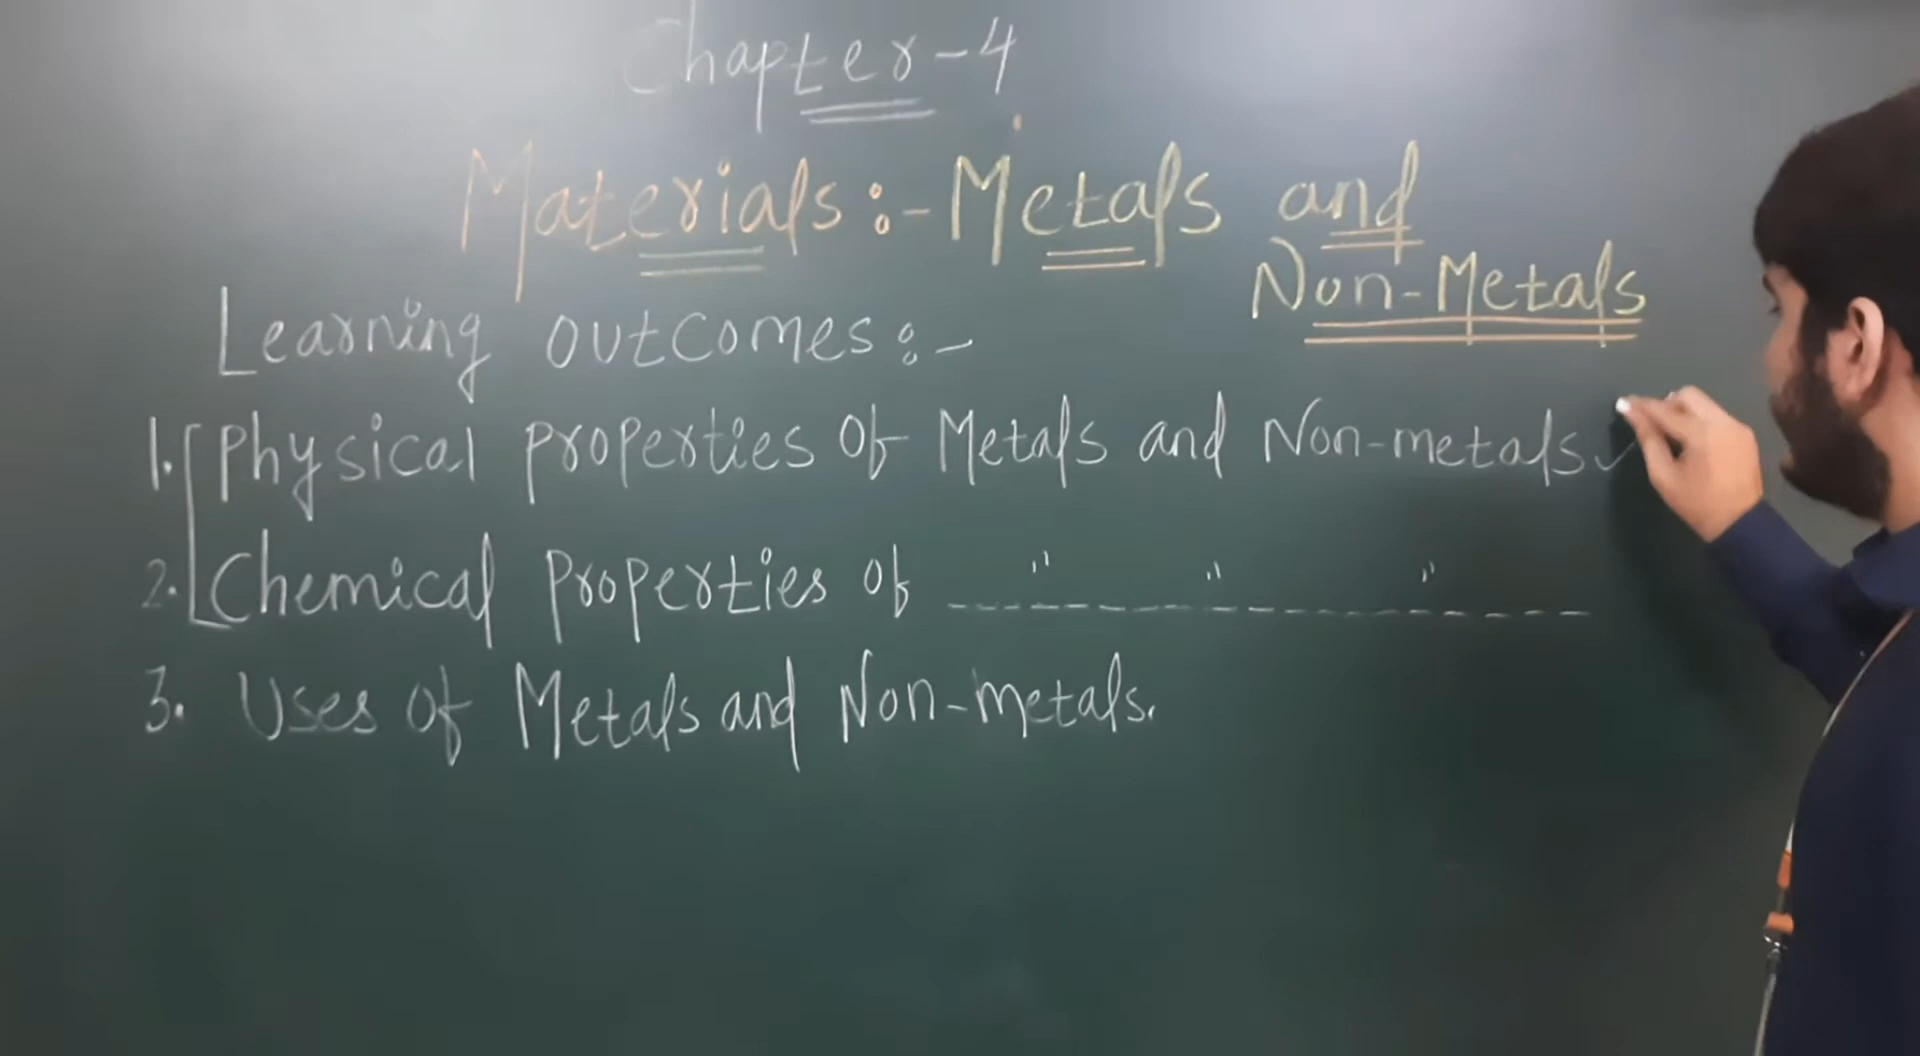 Chapter-4
Materials:- Metals and
Non-Metals
Learning outcomes:-
1. Physical properties of Metals and Non-metals.
2. Chemical Properties of ---- " ---- " ---- " ----
3. Uses of Metals and Non-metals.